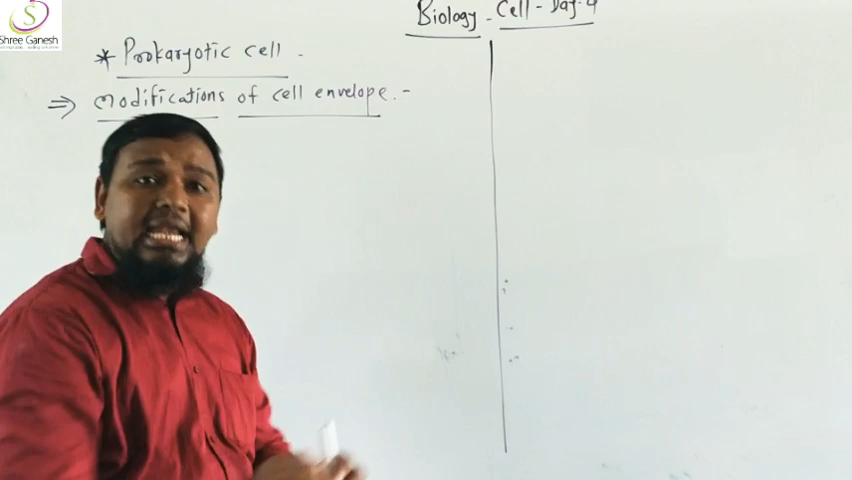 S
Shree Ganesh
Biology - Cell - Day-4
* Prokaryotic cell -
⇒ modifications of cell envelope.-